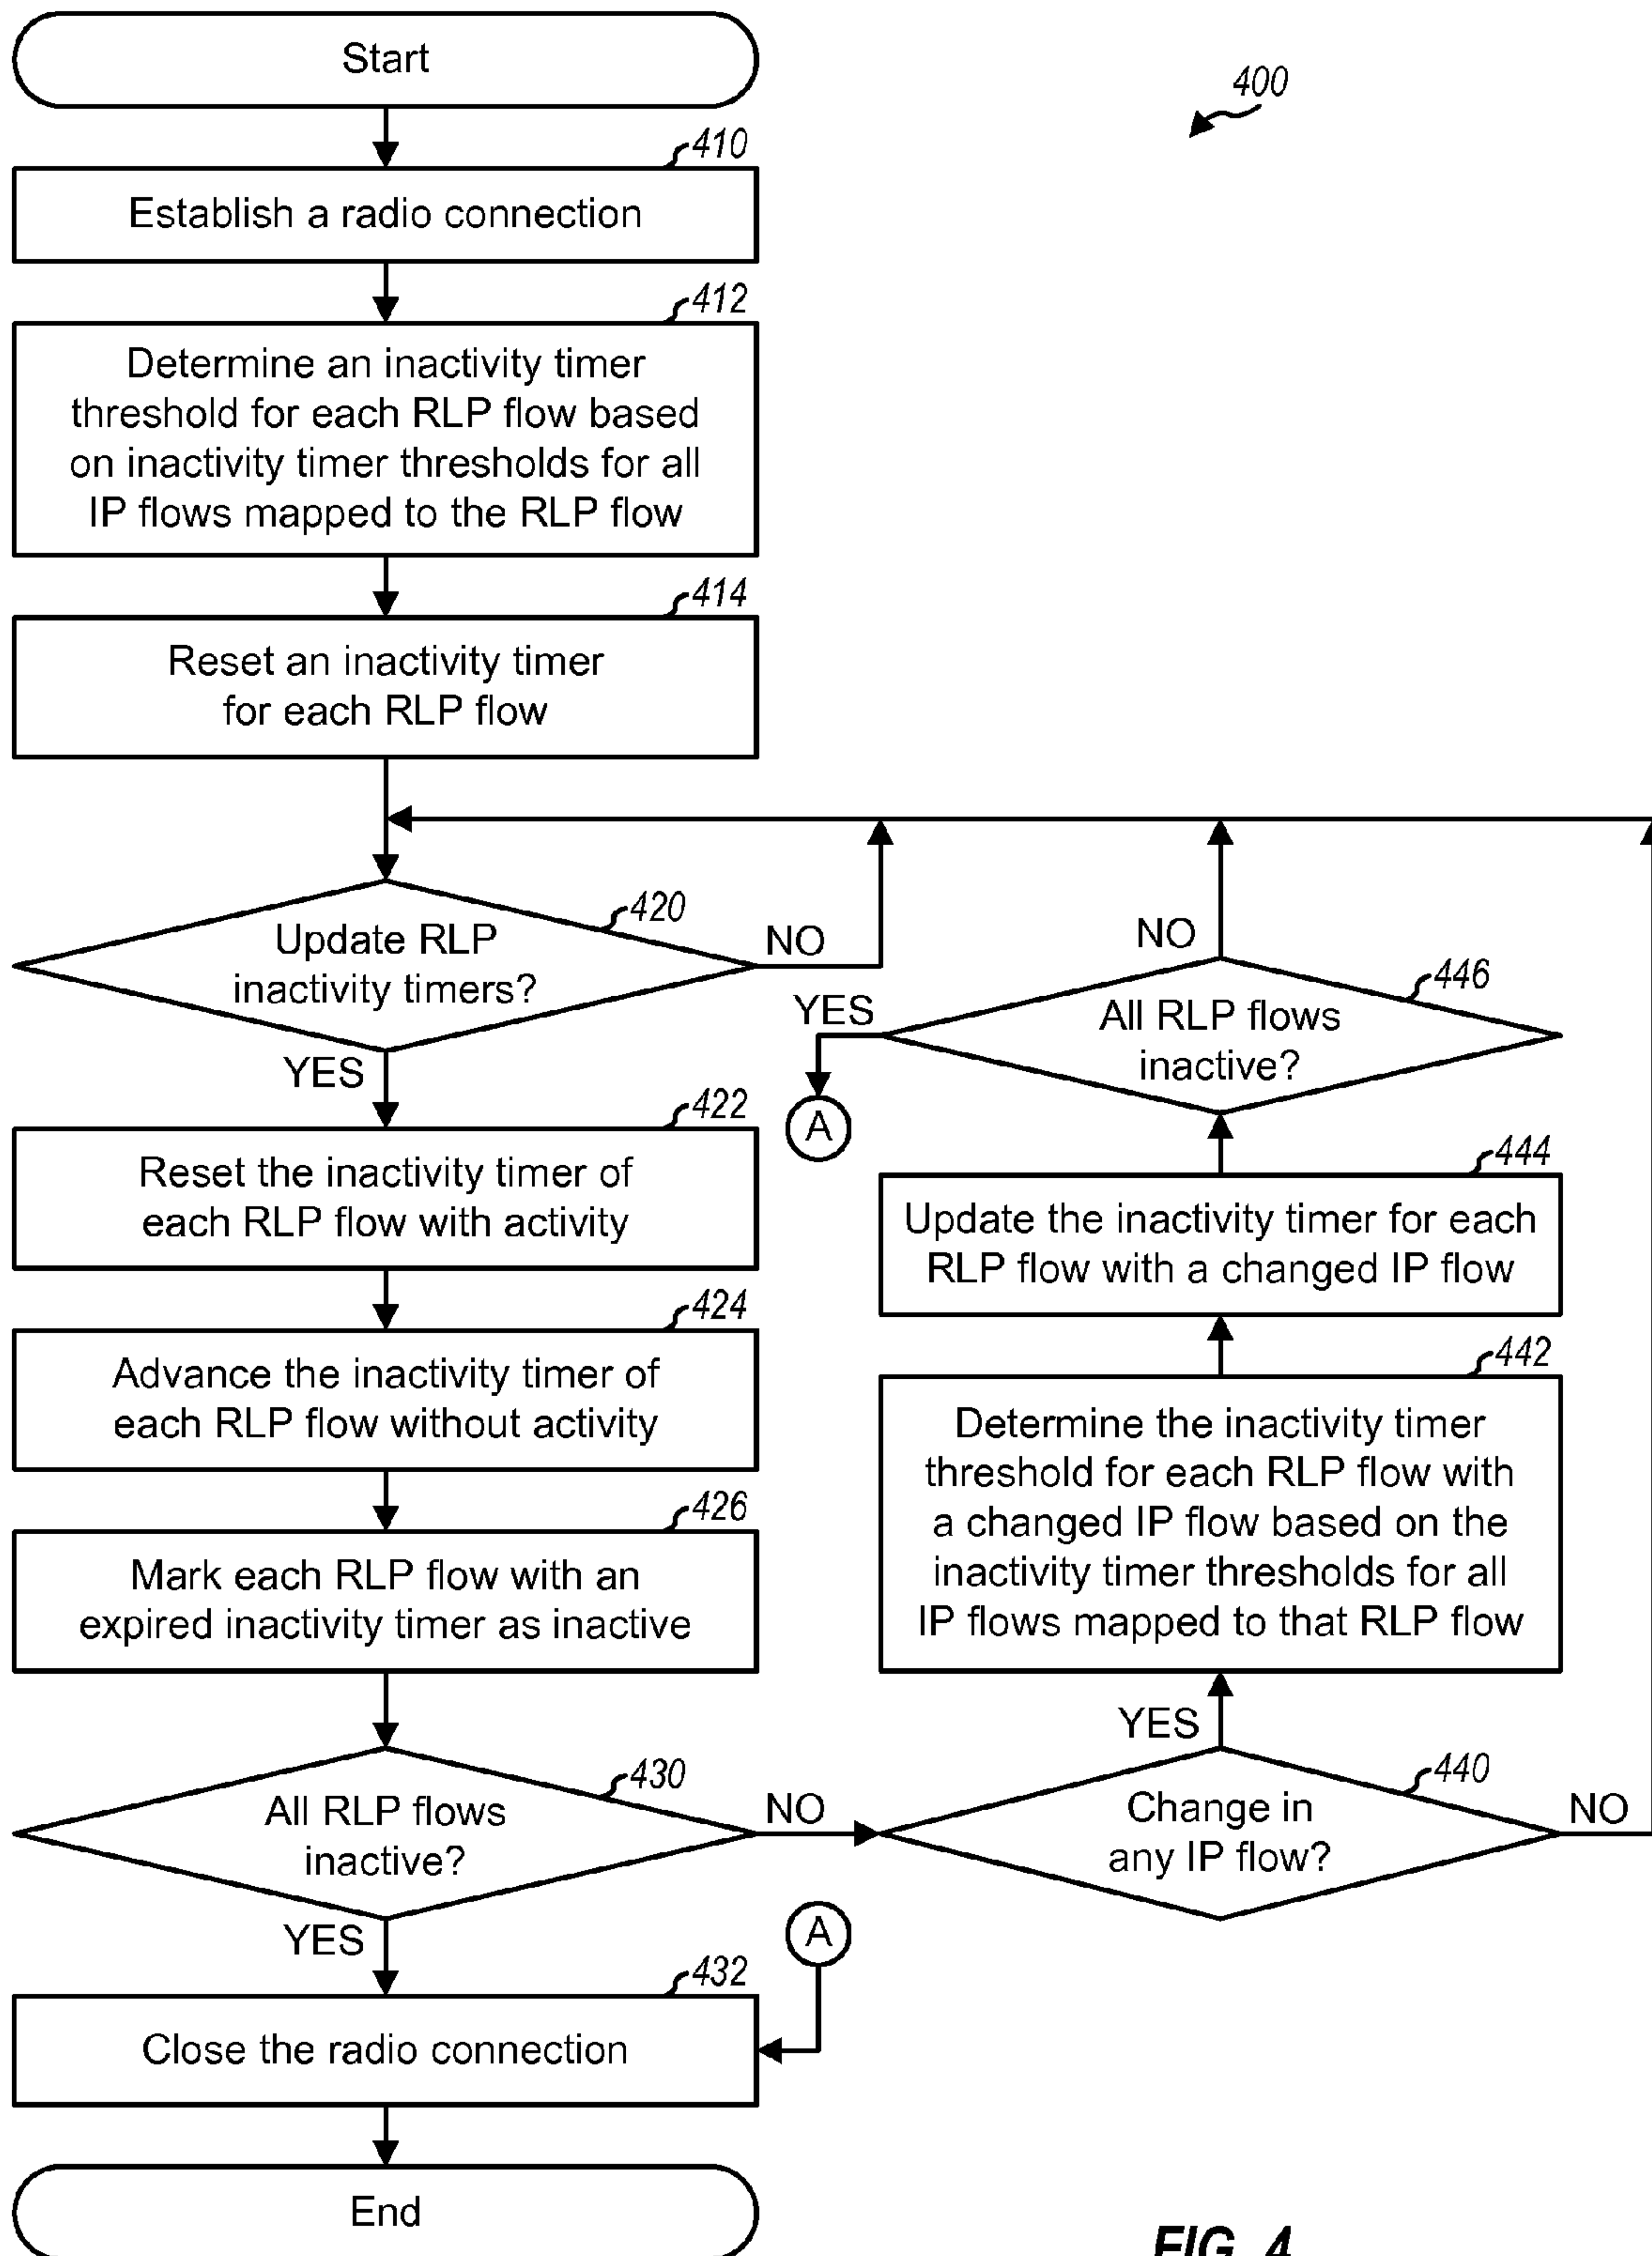 Start
400
410
Establish a radio connection
412
Determine an inactivity timer
threshold for each RLP flow based
on inactivity timer thresholds for all
IP flows mapped to the RLP flow
414
Reset an inactivity timer
for each RLP flow
420
Update RLP
inactivity timers?
NO
YES
422
Reset the inactivity timer of
each RLP flow with activity
424
Advance the inactivity timer of
each RLP flow without activity
426
Mark each RLP flow with an
expired inactivity timer as inactive
430
All RLP flows
inactive?
NO
YES
432
Close the radio connection
A
End
440
Change in
any IP flow?
NO
YES
442
Determine the inactivity timer
threshold for each RLP flow with
a changed IP flow based on the
inactivity timer thresholds for all
IP flows mapped to that RLP flow
444
Update the inactivity timer for each
RLP flow with a changed IP flow
446
All RLP flows
inactive?
NO
YES
A
FIG. 4